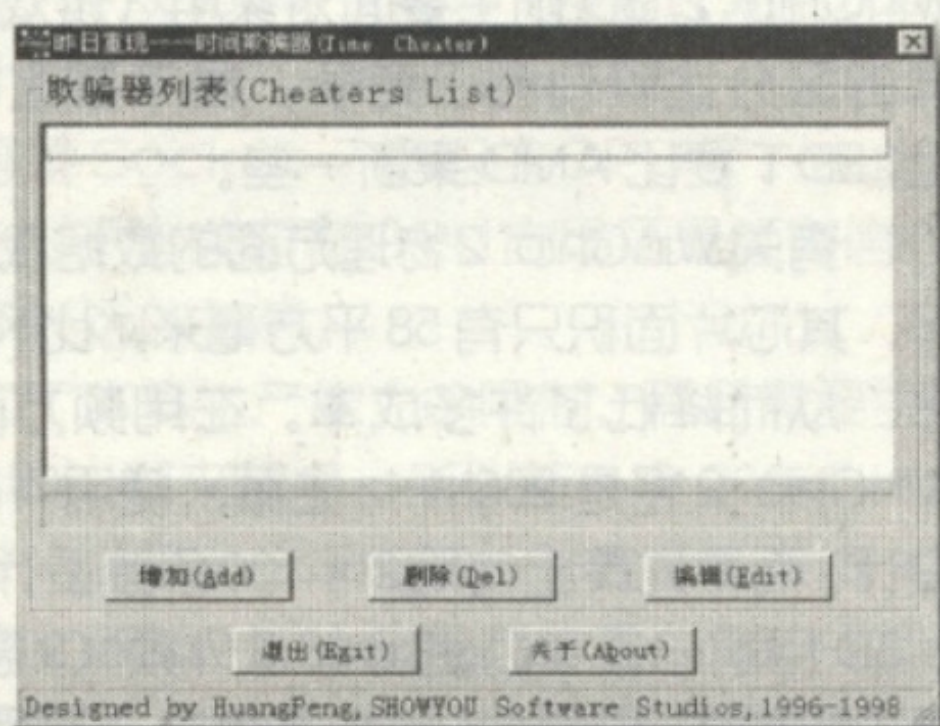 昨日重现----时间欺骗器(Time Cheater)
欺骗器列表(Cheaters List)
增加(Add) 删除(Del) 编辑(Edit)
退出(Exit) 关于(About)
Designed by HuangPeng,SHOWYOU Software Studios,1996-1998